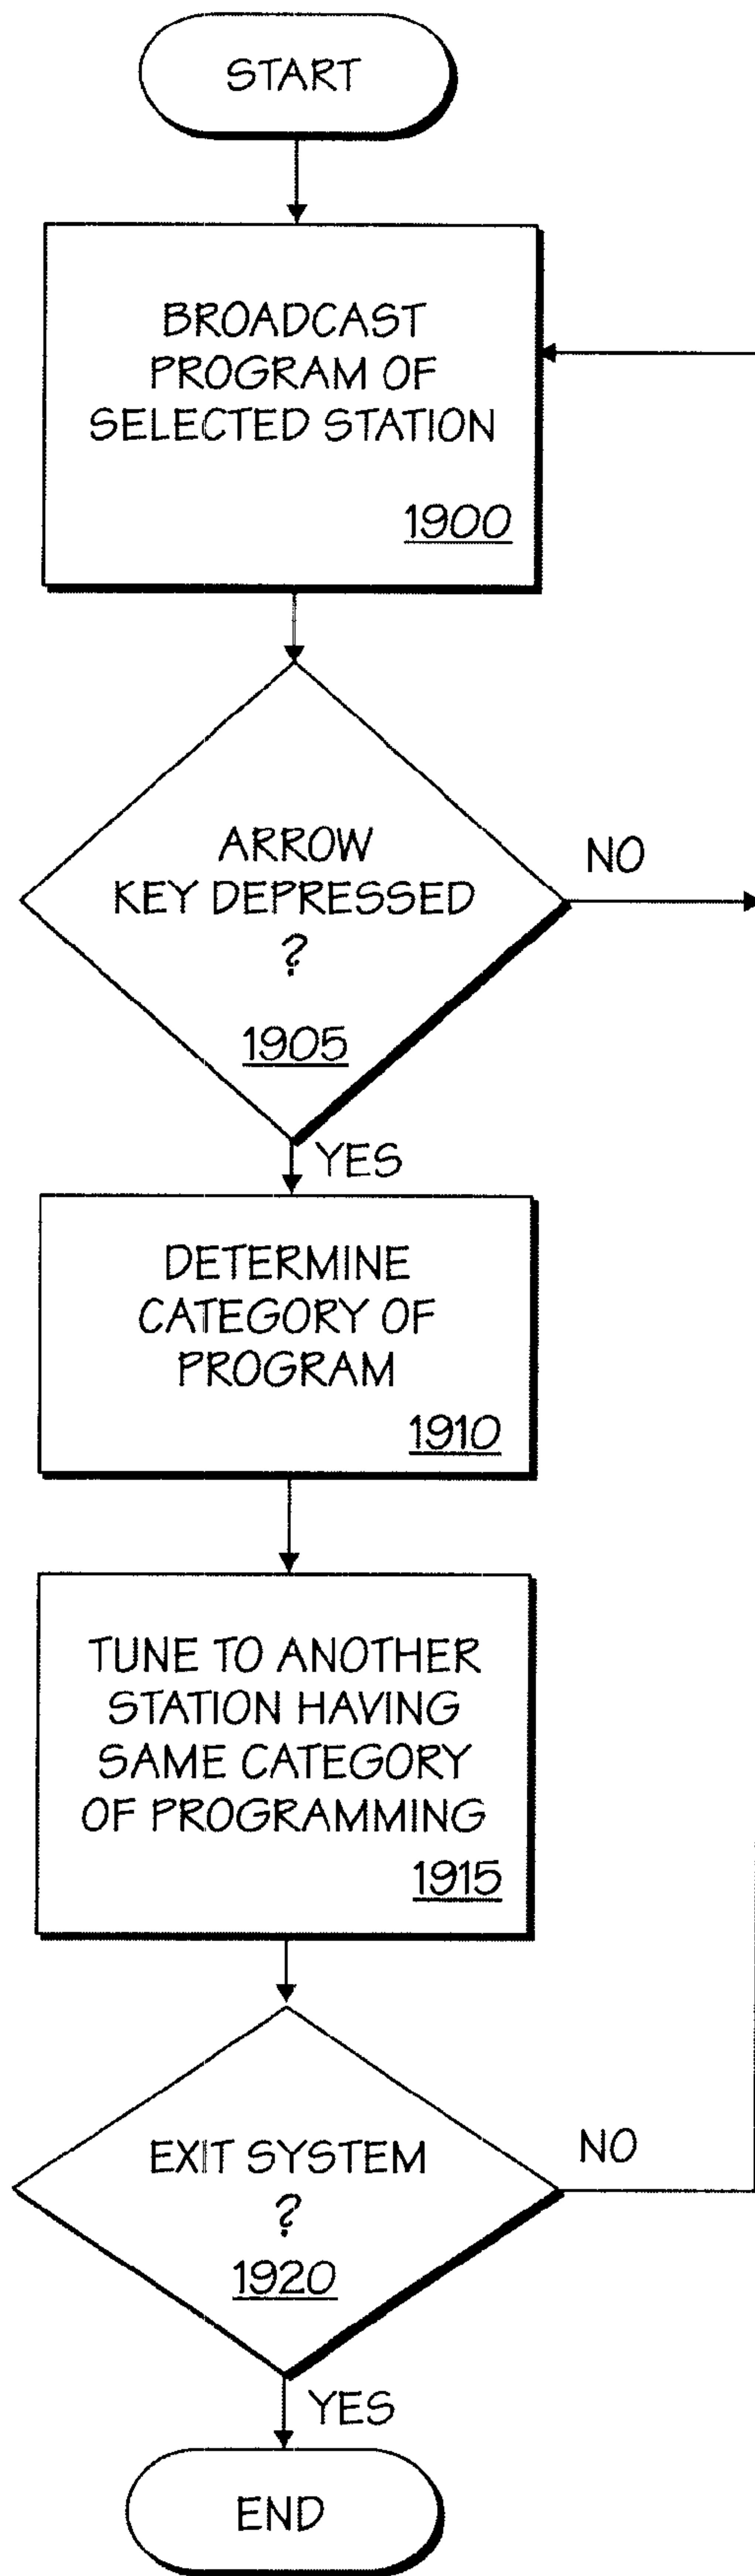 START
BROADCAST
PROGRAM OF
SELECTED STATION
1900
ARROW
KEY DEPRESSED
?
1905
NO
YES
DETERMINE
CATEGORY OF
PROGRAM
1910
TUNE TO ANOTHER
STATION HAVING
SAME CATEGORY
OF PROGRAMMING
1915
EXIT SYSTEM
?
1920
NO
YES
END